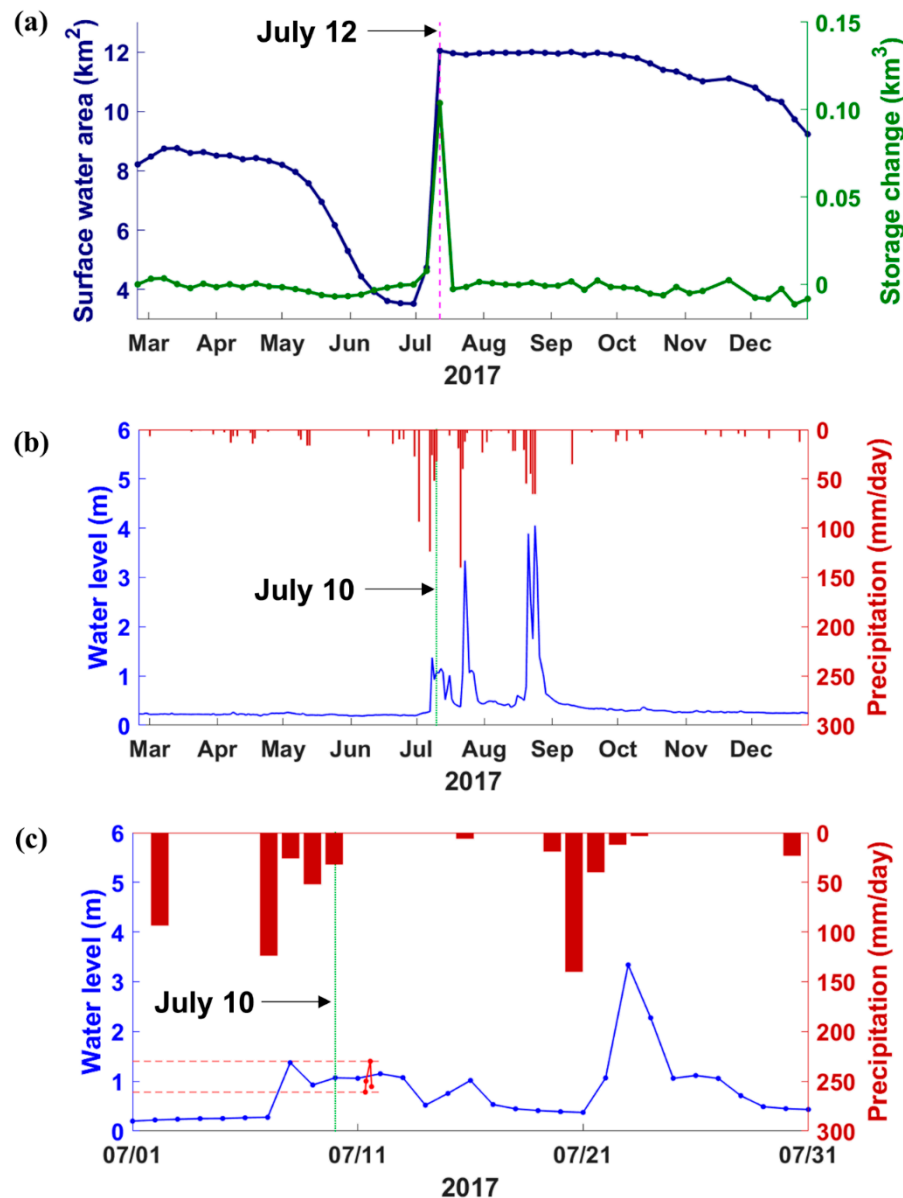 (a)
July 12
Surface water area (km²)
12
10
8
6
4
0.15
0.10
0.05
0
Storage change (km³)
Mar Apr May Jun Jul Aug Sep Oct Nov Dec
2017
(b)
July 10
Water level (m)
6
5
4
3
2
1
0
0
50
100
150
200
250
300
Precipitation (mm/day)
Mar Apr May Jun Jul Aug Sep Oct Nov Dec
2017
(c)
July 10
Water level (m)
6
5
4
3
2
1
0
0
50
100
150
200
250
300
Precipitation (mm/day)
07/01 07/11 07/21 07/31
2017